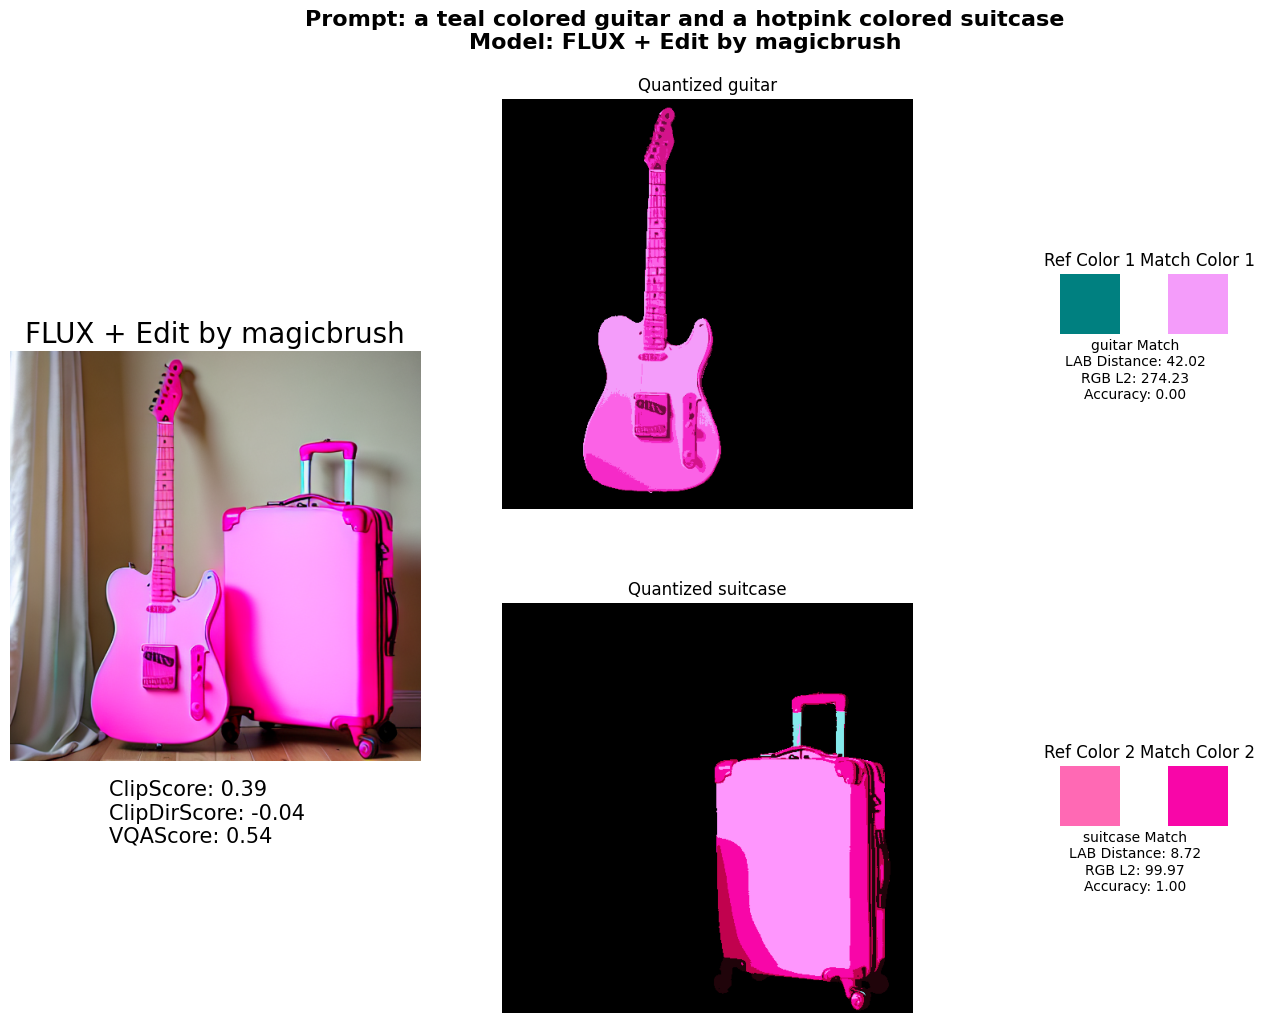 Prompt: a teal colored guitar and a hotpink colored suitcase
Model: FLUX + Edit by magicbrush
Quantized guitar
Ref Color 1 Match Color 1
guitar Match
LAB Distance: 42.02
RGB L2: 274.23
Accuracy: 0.00
FLUX + Edit by magicbrush
ClipScore: 0.39
ClipDirScore: -0.04
VQAScore: 0.54
Quantized suitcase
Ref Color 2 Match Color 2
suitcase Match
LAB Distance: 8.72
RGB L2: 99.97
Accuracy: 1.00